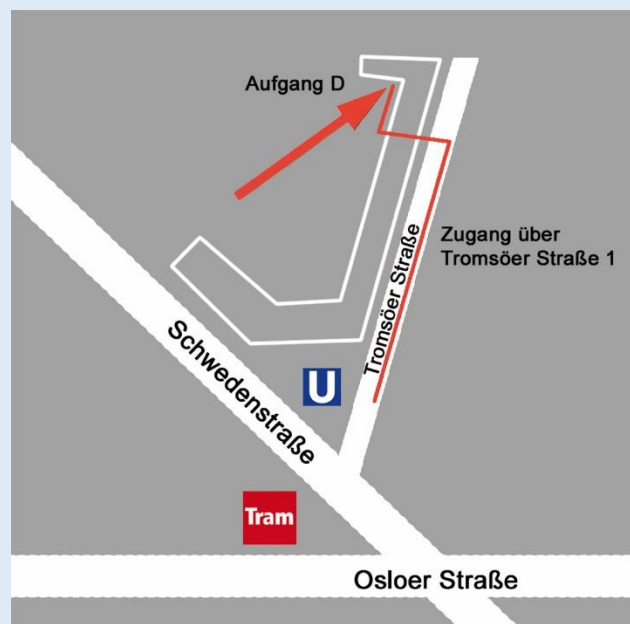 Aufgang D
Zugang über
Tromsöer Straße 1
Tromsöer Straße
Schwedenstraße
U
Tram
Osloer Straße